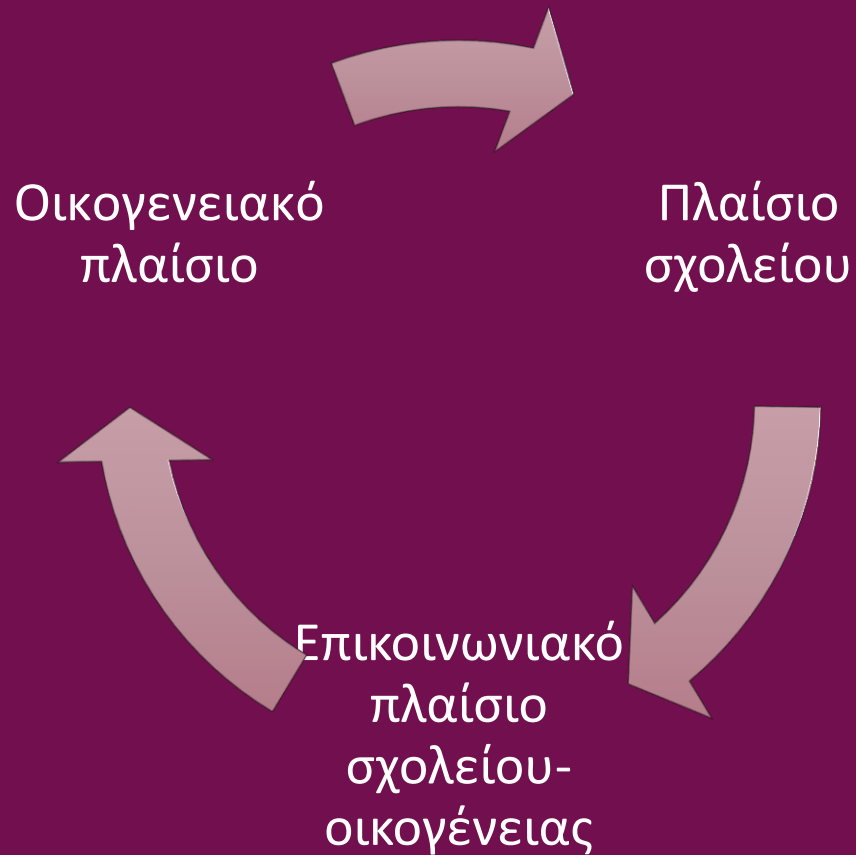 Οικογενειακό
πλαίσιο
Πλαίσιο
σχολείου
Επικοινωνιακό
πλαίσιο
σχολείου-
οικογένειας